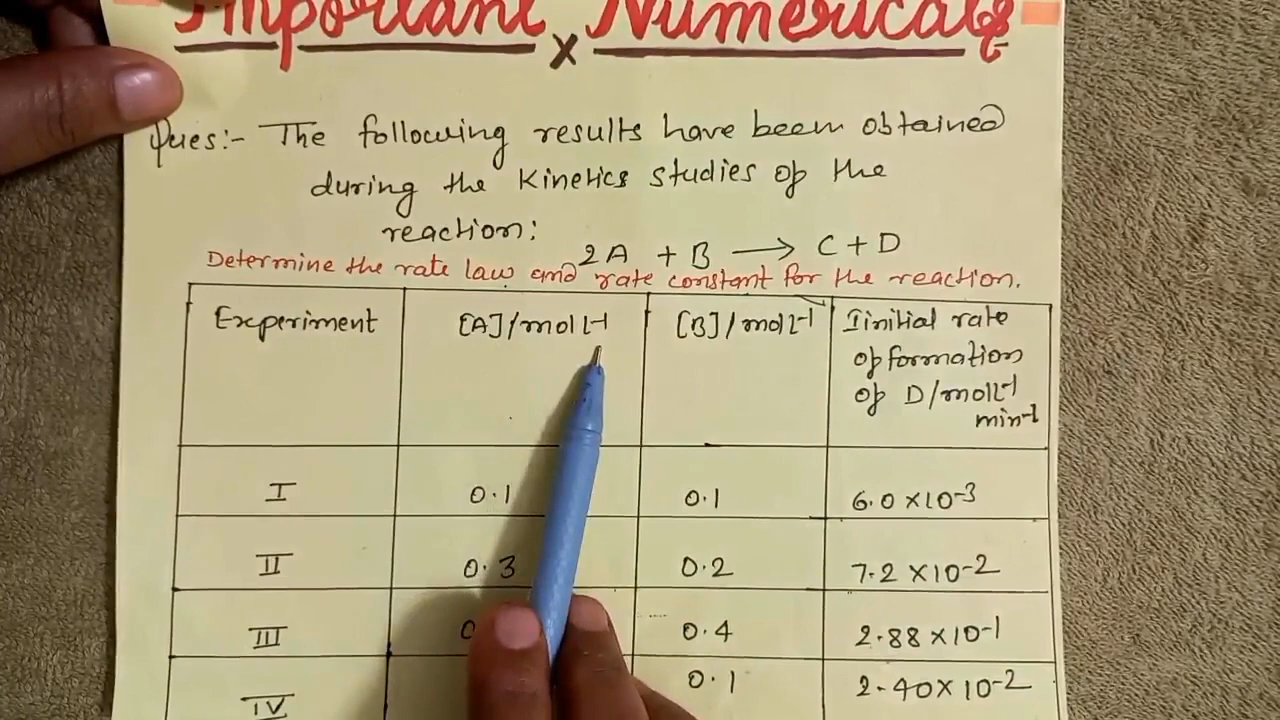 Important Numericals
x
Ques:- The following results have been obtained
during the Kinetics studies of the
reaction:
2A + B → C + D
Determine the rate law and rate constant for the reaction.
Experiment [A]/mol L-1 [B]/mol L-1 Iinitial rate
of formation
of D/mol L-1
min-1
I 0.1 0.1 6.0 × 10-3
II 0.3 0.2 7.2 × 10-2
III 0.4 2.88 × 10-1
IV 0.1 2.40 × 10-2